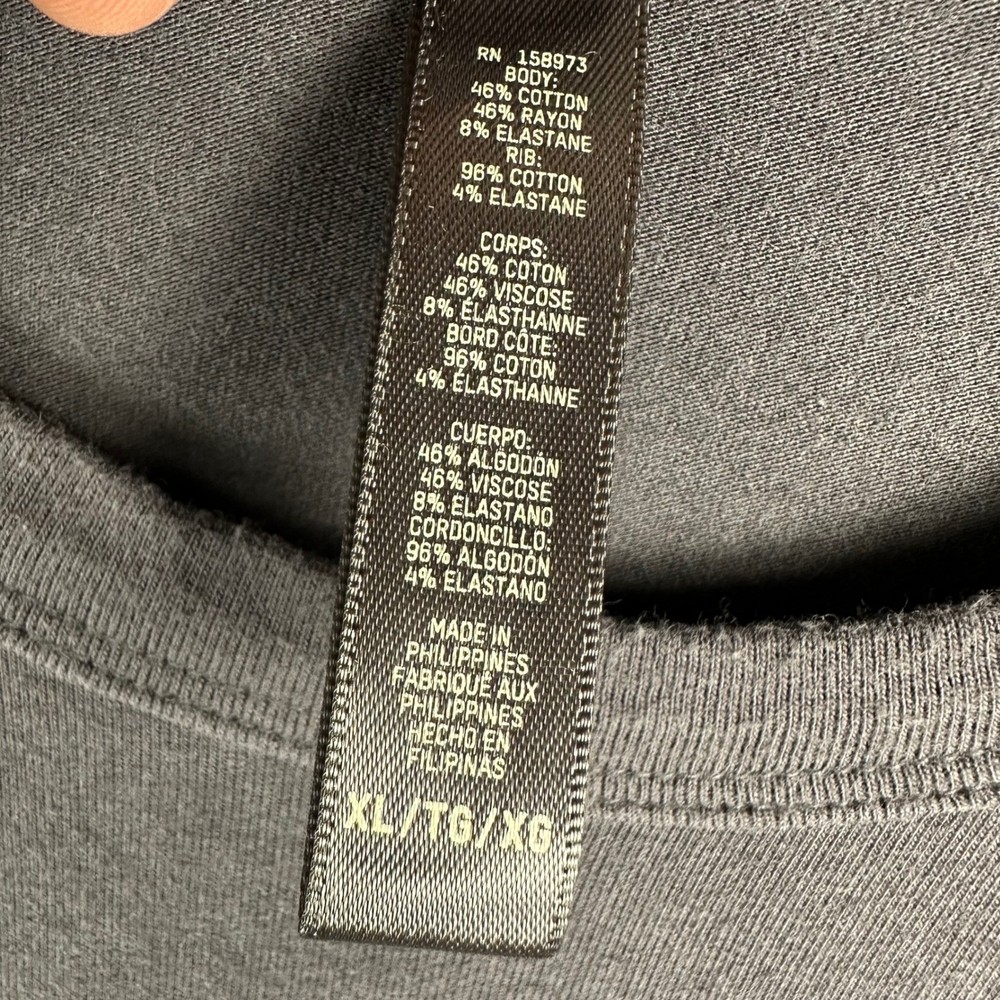 RN 158973
BODY:
46% COTTON
46% RAYON
8% ELASTANE
RIB:
96% COTTON
4% ELASTANE
CORPS:
46% COTON
46% VISCOSE
8% ÉLASTHANNE
BORD CÔTE:
96% COTON
4% ÉLASTHANNE
CUERPO:
46% ALGODÓN
46% VISCOSE
8% ELASTANO
CORDONCILLO:
96% ALGODÓN
4% ELASTANO
MADE IN
PHILIPPINES
FABRIQUÉ AUX
PHILIPPINES
HECHO EN
FILIPINAS
XL/TG/XG